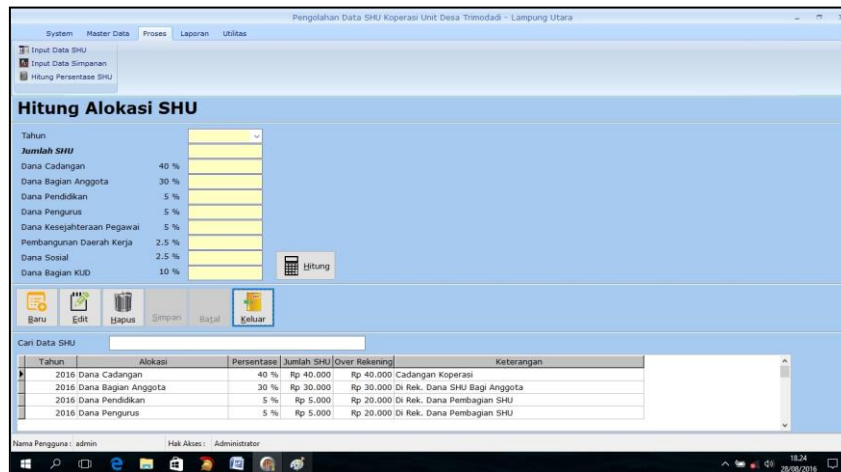 Pengolahan Data SHU Koperasi Unit Desa Trimodadi - Lampung Utara
System Master Data Proses Laporan Utilitas
Input Data SHU
Input Data Simpanan
Hitung Persentase SHU
Hitung Alokasi SHU
Tahun
Jumlah SHU
Dana Cadangan 40 %
Dana Bagian Anggota 30 %
Dana Pendidikan 5 %
Dana Pengurus 5 %
Dana Kesejahteraan Pegawai 5 %
Pembangunan Daerah Kerja 2.5 %
Dana Sosial 2.5 %
Dana Bagian KUD 10 %
Hitung
Baru Edit Hapus Simpan Batal Keluar
Cari Data SHU
Tahun Alokasi Persentase Jumlah SHU Over Rekening Keterangan
2016 Dana Cadangan 40 % Rp 40.000 Rp 40.000 Cadangan Koperasi
2016 Dana Bagian Anggota 30 % Rp 30.000 Rp 30.000 Di Rek. Dana SHU Bagi Anggota
2016 Dana Pendidikan 5 % Rp 5.000 Rp 20.000 Di Rek. Dana Pembagian SHU
2016 Dana Pengurus 5 % Rp 5.000 Rp 20.000 Di Rek. Dana Pembagian SHU
Nama Pengguna : admin Hak Akses : Administrator
18.24
28/08/2016